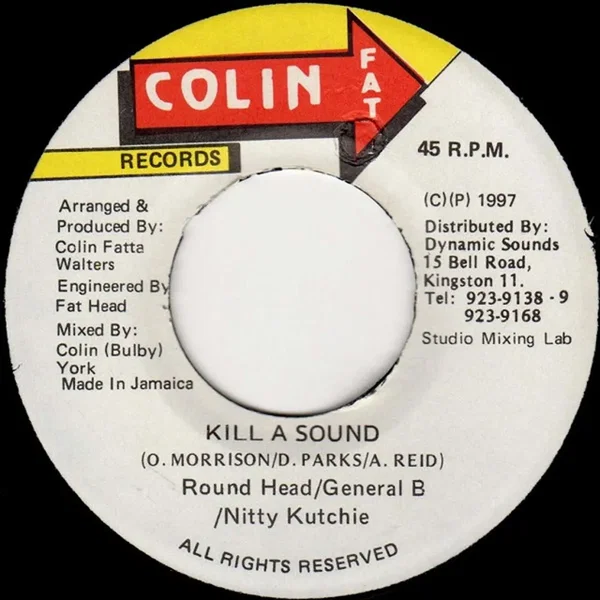 COLIN
FAT
RECORDS
45 R.P.M.
Arranged &
Produced By:
Colin Fatta
Walters
Engineered By
Fat Head
Mixed By:
Colin (Bulby)
York
Made In Jamaica
(C)(P) 1997
Distributed By:
Dynamic Sounds
15 Bell Road,
Kingston 11.
Tel: 923-9138 - 9
923-9168
Studio Mixing Lab
KILL A SOUND
(O. MORRISON/D. PARKS/A. REID)
Round Head/General B
/Nitty Kutchie
ALL RIGHTS RESERVED